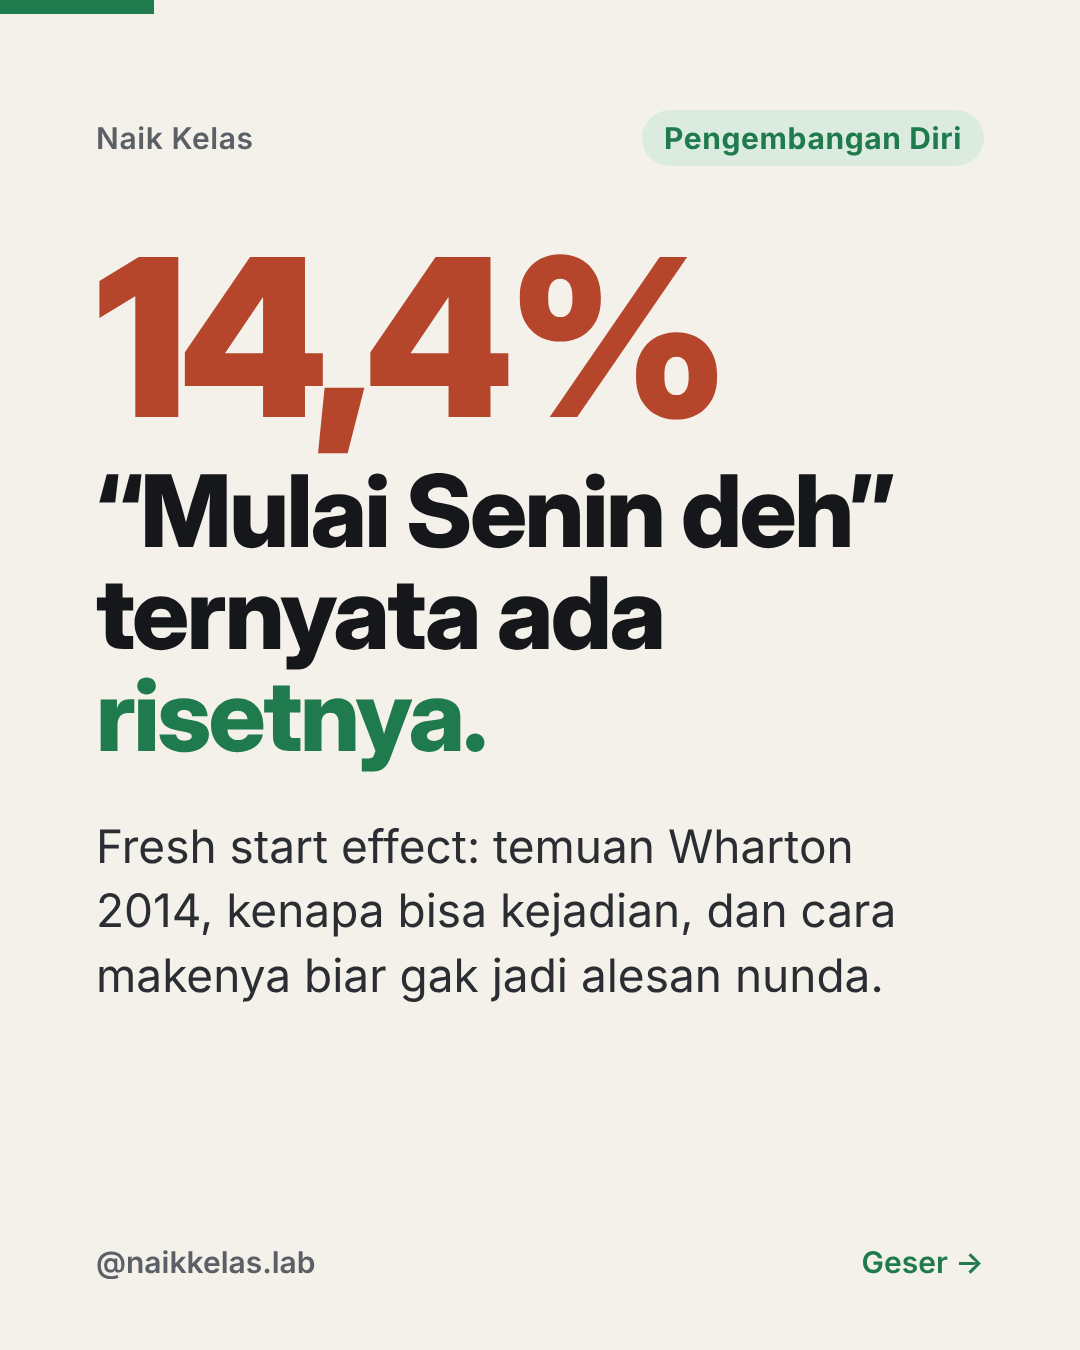 Naik Kelas
Pengembangan Diri
14,4%
“Mulai Senin deh”
ternyata ada
risetnya.
Fresh start effect: temuan Wharton
2014, kenapa bisa kejadian, dan cara
makenya biar gak jadi alesan nunda.
@naikkelas.lab
Geser →